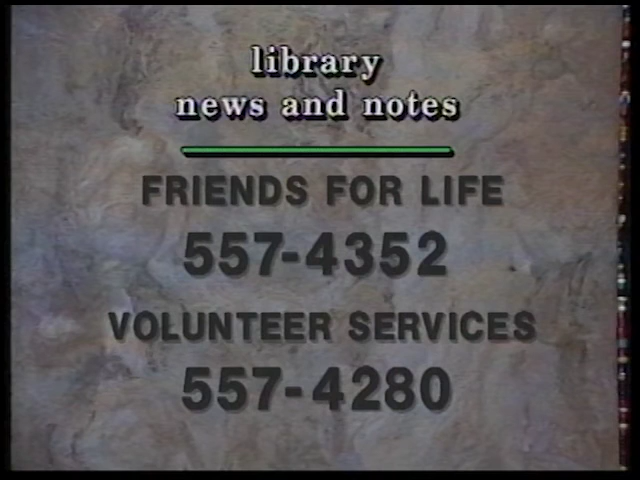 library
news and notes
FRIENDS FOR LIFE
557-4352
VOLUNTEER SERVICES
557-4280